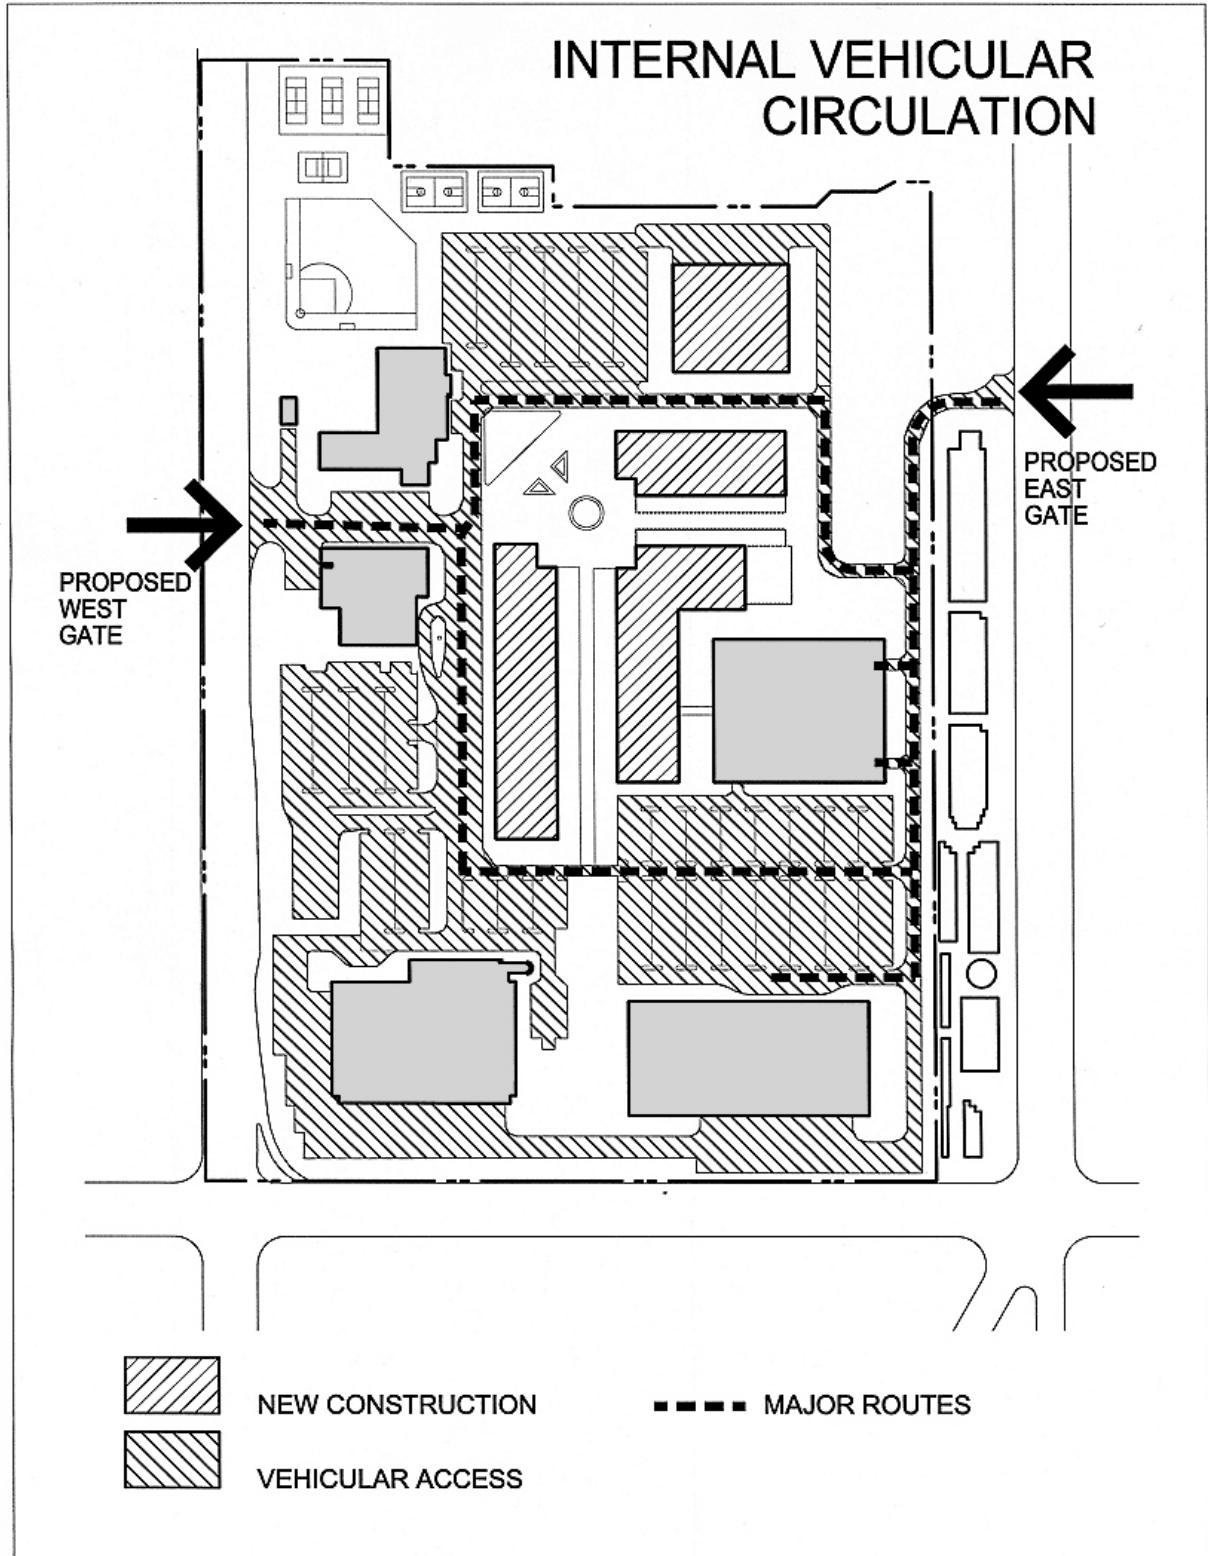 INTERNAL VEHICULAR
CIRCULATION
PROPOSED
EAST
GATE
PROPOSED
WEST
GATE
NEW CONSTRUCTION
MAJOR ROUTES
VEHICULAR ACCESS